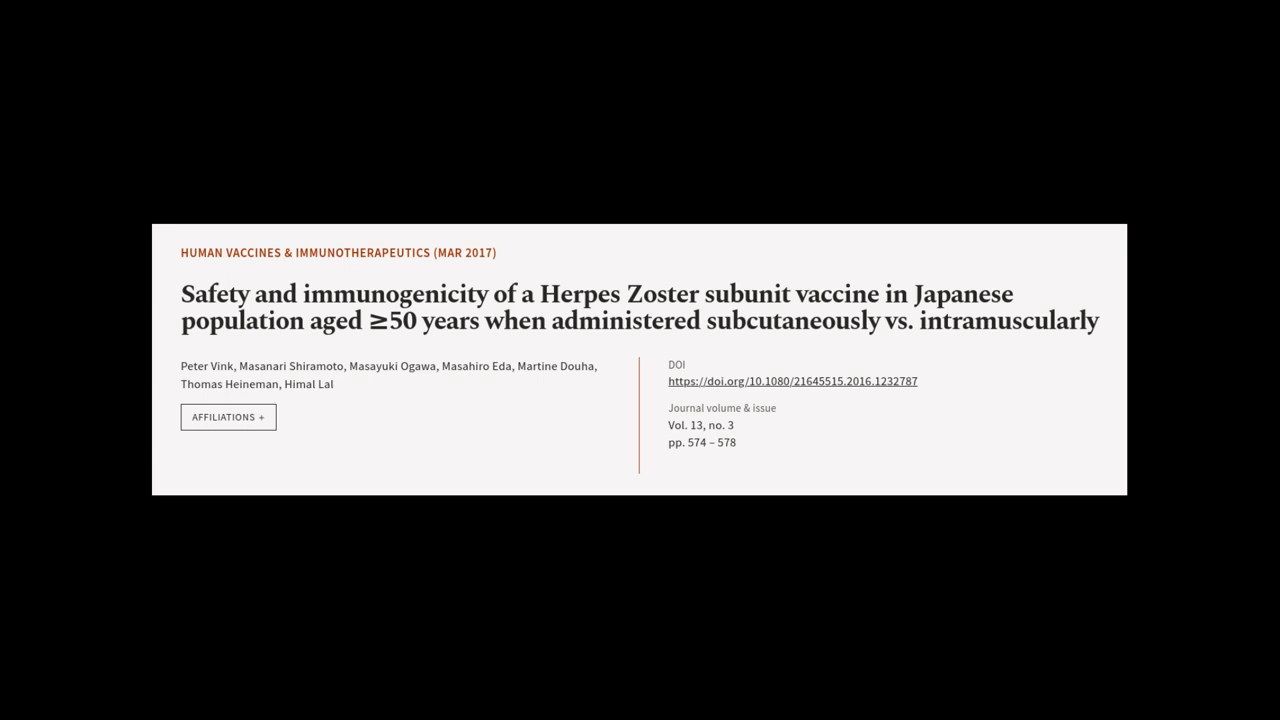 HUMAN VACCINES & IMMUNOTHERAPEUTICS (MAR 2017)
Safety and immunogenicity of a Herpes Zoster subunit vaccine in Japanese
population aged ≥50 years when administered subcutaneously vs. intramuscularly
Peter Vink, Masanari Shiramoto, Masayuki Ogawa, Masahiro Eda, Martine Douha,
Thomas Heineman, Himal Lal
AFFILIATIONS +
DOI
https://doi.org/10.1080/21645515.2016.1232787
Journal volume & issue
Vol. 13, no. 3
pp. 574 – 578